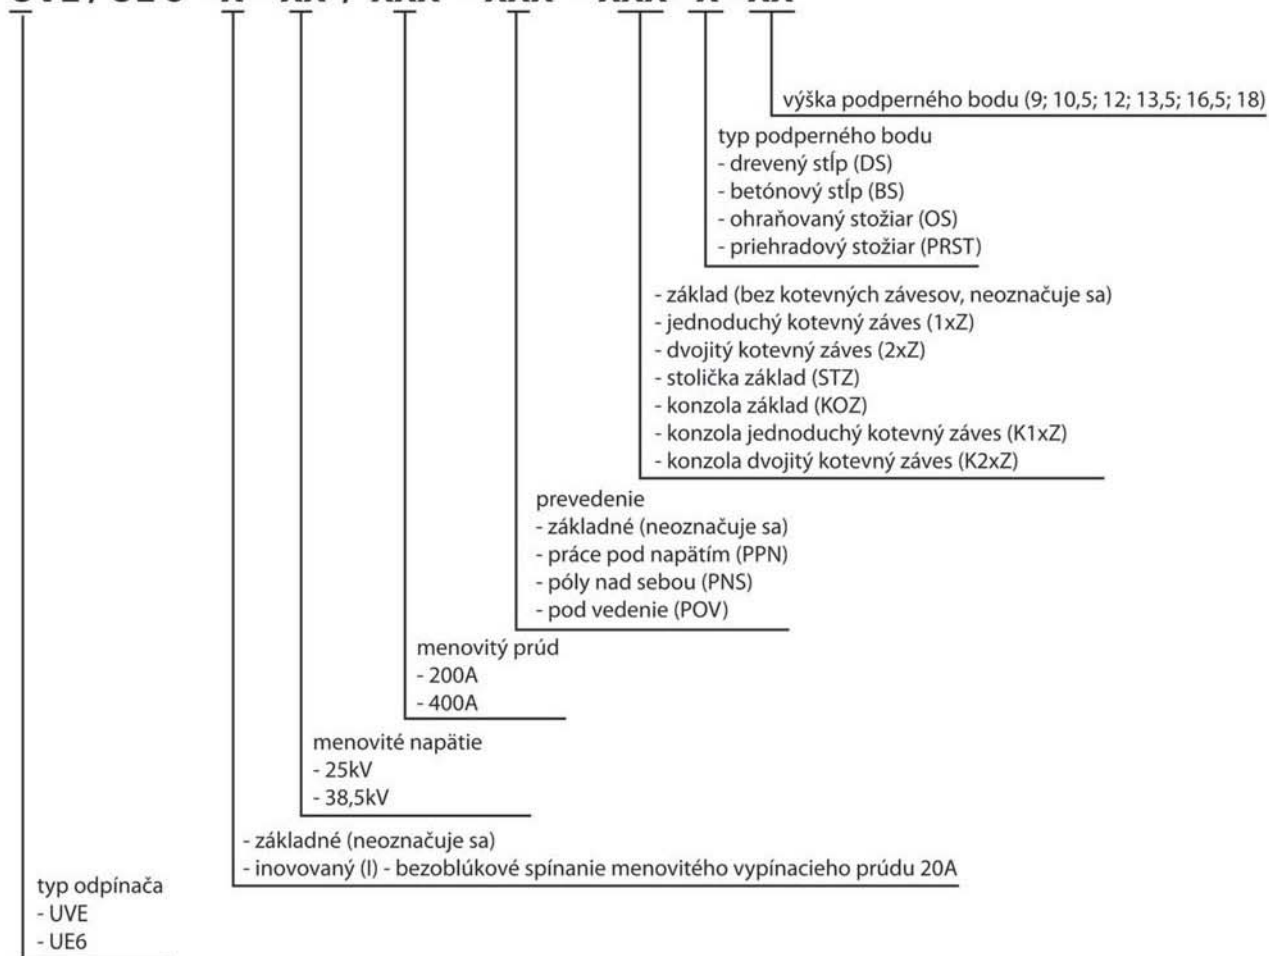 výška podperného bodu (9; 10,5; 12; 13,5; 16,5; 18)
typ podperného bodu
- drevený stĺp (DS)
- betónový stĺp (BS)
- ohraňovaný stožiar (OS)
- priehradový stožiar (PRST)
- základ (bez kotevných závesov, neoznačuje sa)
- jednoduchý kotevný záves (1xZ)
- dvojitý kotevný záves (2xZ)
- stolička základ (STZ)
- konzola základ (KOZ)
- konzola jednoduchý kotevný záves (K1xZ)
- konzola dvojitý kotevný záves (K2xZ)
prevedenie
- základné (neoznačuje sa)
- práce pod napätím (PPN)
- póly nad sebou (PNS)
- pod vedenie (POV)
menovitý prúd
- 200A
- 400A
menovité napätie
- 25kV
- 38,5kV
- základné (neoznačuje sa)
- inovovaný (I) - bezoblúkové spínanie menovitého vypínacieho prúdu 20A
typ odpínača
- UVE
- UE6